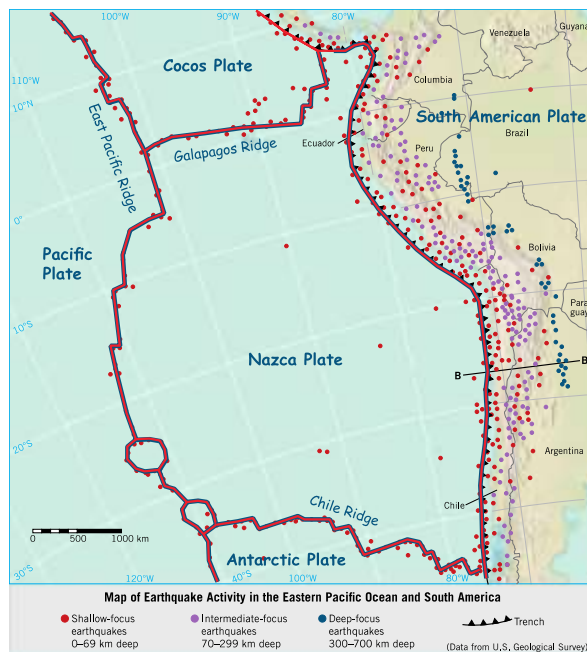 100°W
90°W
80°W
Venezuela
Guyana
Cocos Plate
110°W
10°N
Columbia
South American Plate
East Pacific Ridge
Galapagos Ridge
Ecuador
Peru
Brazil
0°
Pacific
Plate
Bolivia
10°S
Para
guay
Nazca Plate
B
B
20°S
Argentina
Chile
Chile Ridge
0 500 1000 km
Antarctic Plate
30°S
120°W
40°S
100°W
80°W
Map of Earthquake Activity in the Eastern Pacific Ocean and South America
Shallow-focus
earthquakes
0–69 km deep
Intermediate-focus
earthquakes
70–299 km deep
Deep-focus
earthquakes
300–700 km deep
Trench
(Data from U,S, Geological Survey)